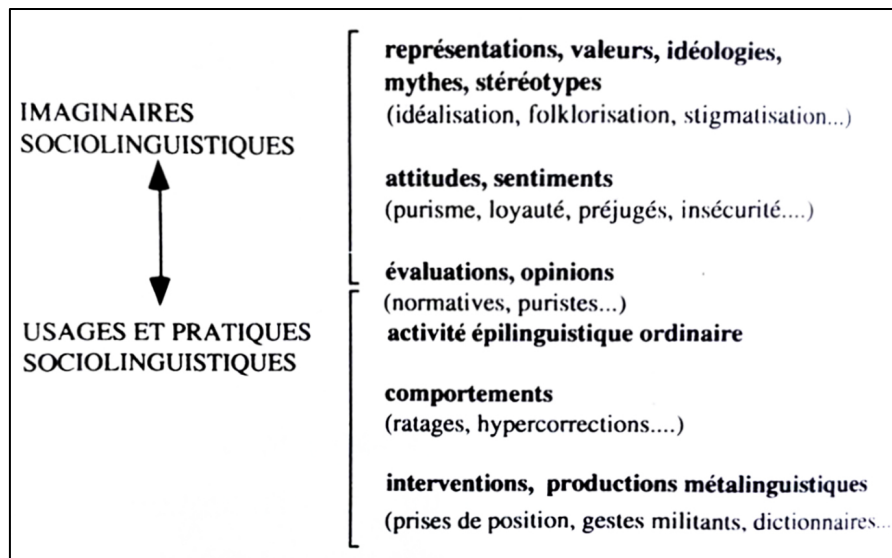 représentations, valeurs, idéologies,
mythes, stéréotypes
(idéalisation, folklorisation, stigmatisation...)
IMAGINAIRES
SOCIOLINGUISTIQUES
attitudes, sentiments
(purisme, loyauté, préjugés, insécurité....)
évaluations, opinions
(normatives, puristes...)
USAGES ET PRATIQUES
SOCIOLINGUISTIQUES
activité épilinguistique ordinaire
comportements
(ratages, hypercorrections....)
interventions, productions métalinguistiques
(prises de position, gestes militants, dictionnaires...